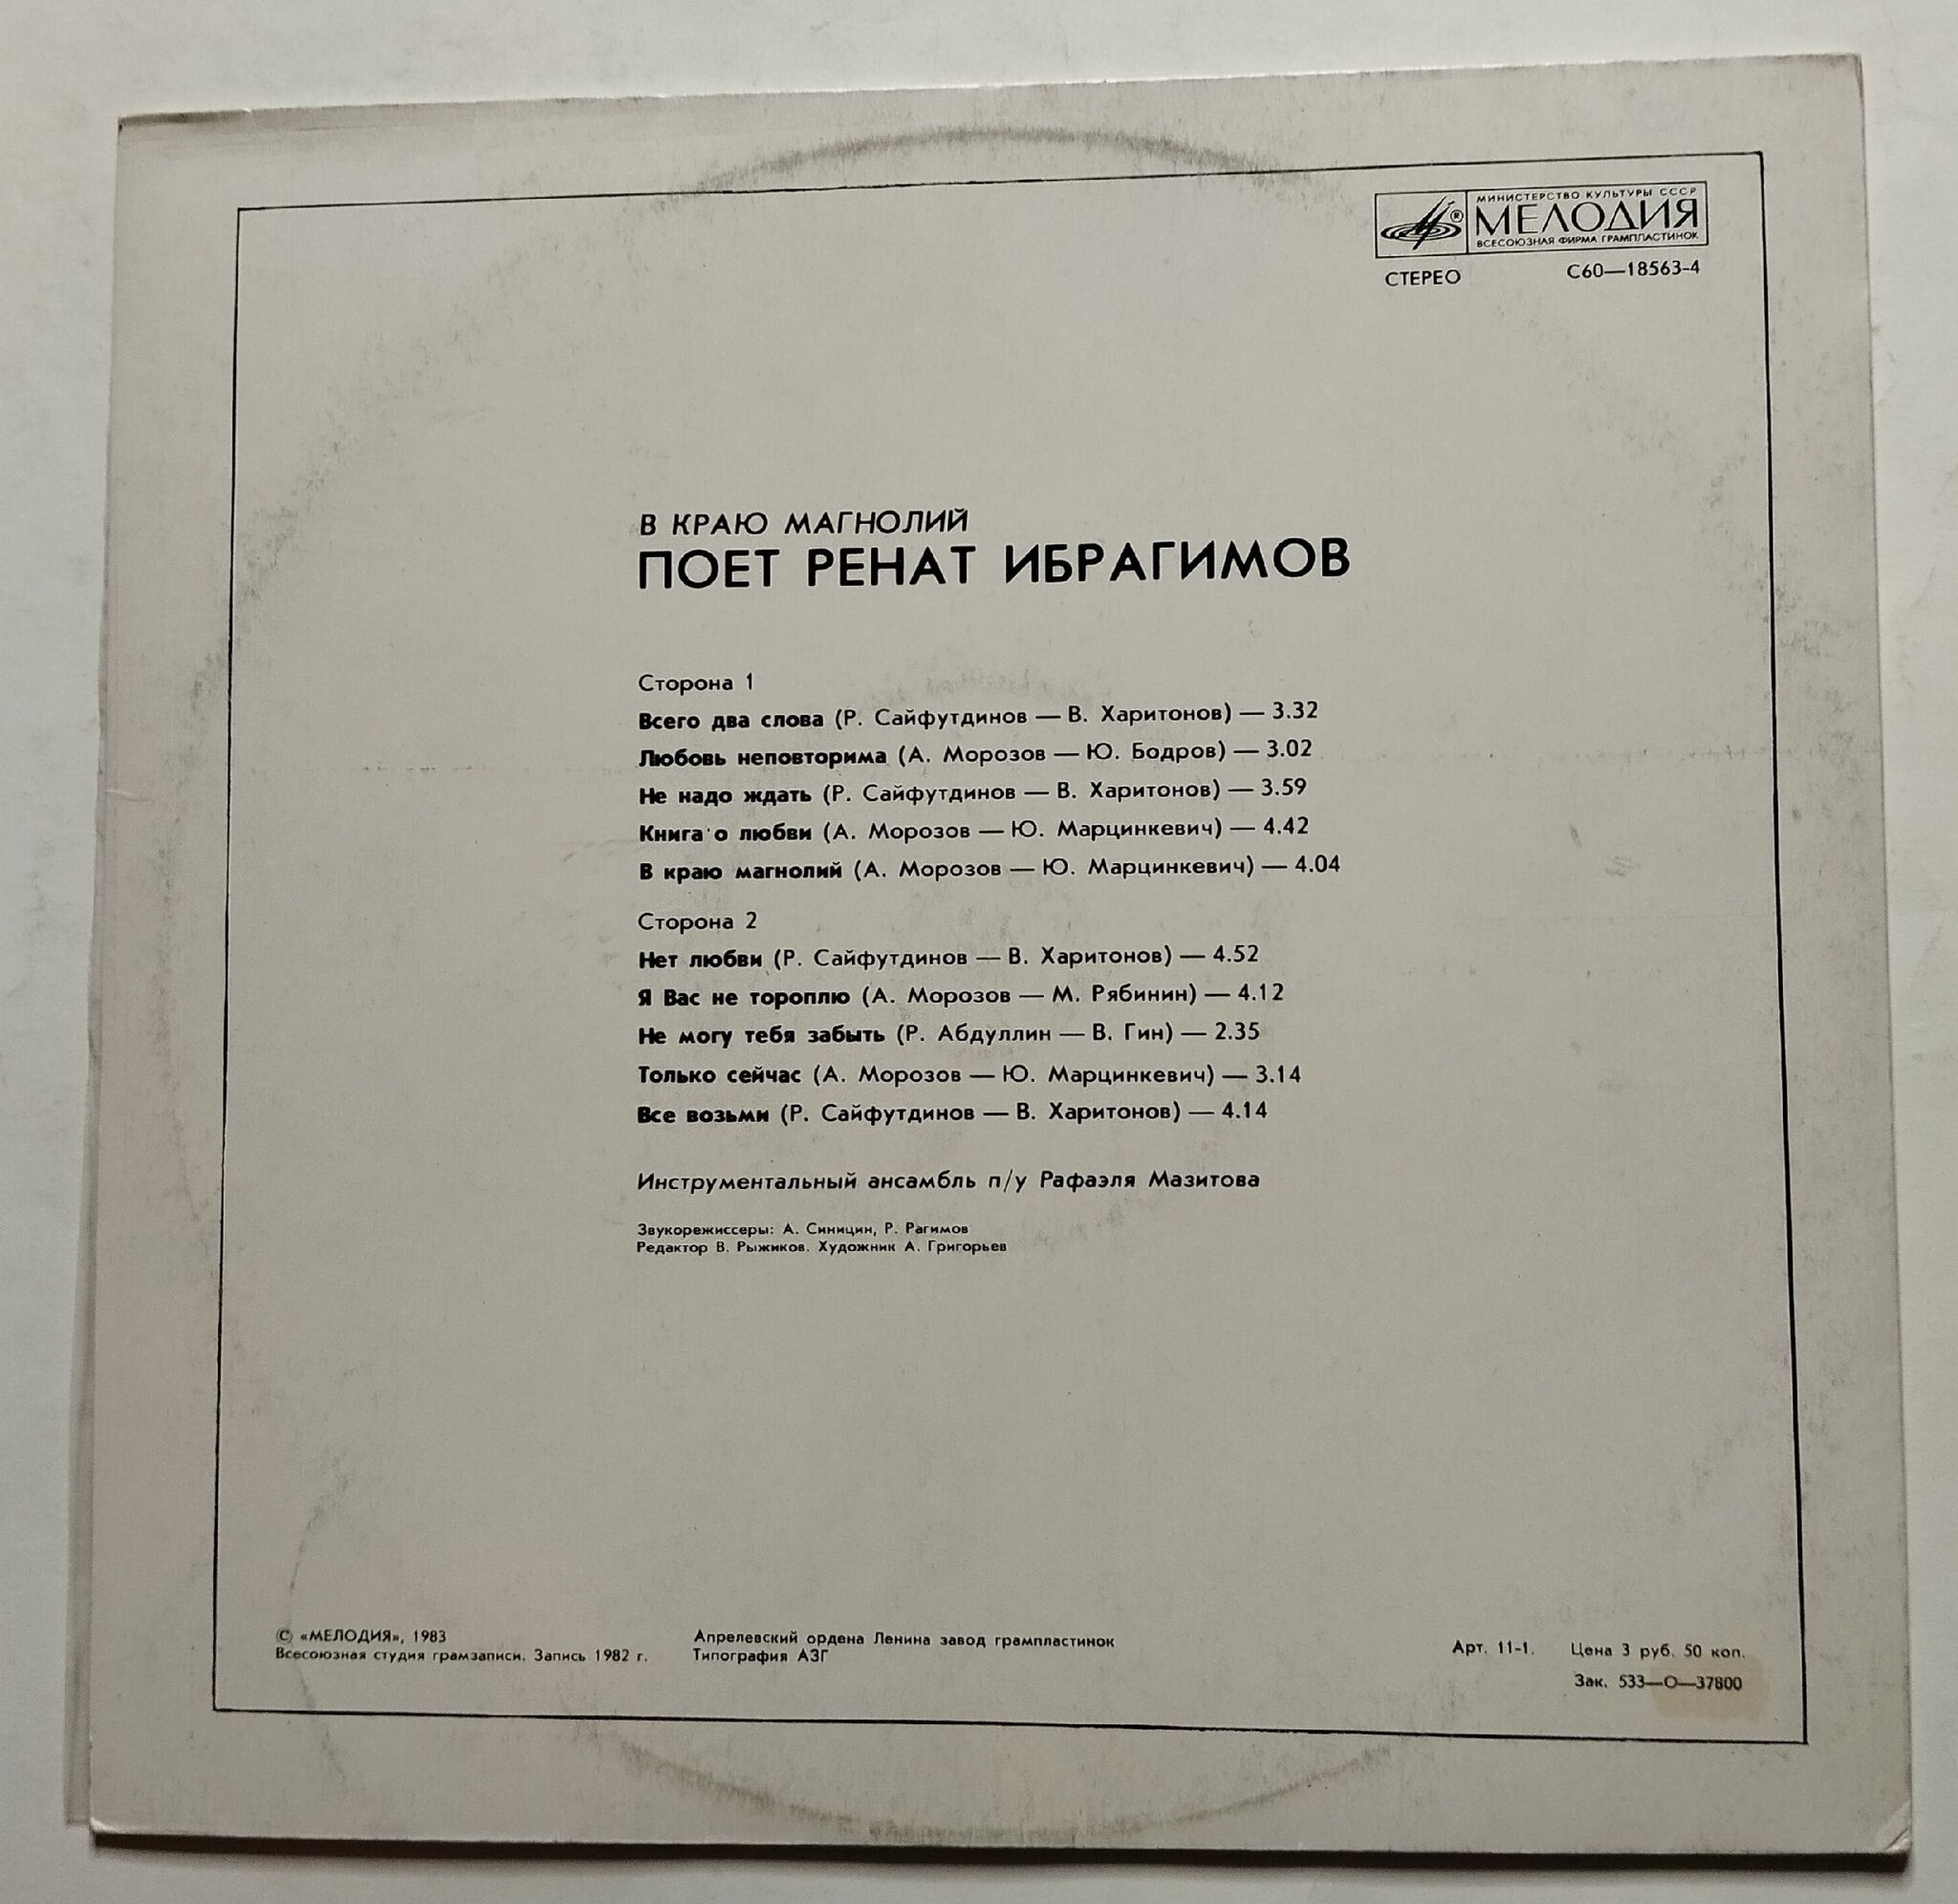 МИНИСТЕРСТВО КУЛЬТУРЫ СССР
МЕЛОДИЯ
ВСЕСОЮЗНАЯ ФИРМА ГРАМПЛАСТИНОК
СТЕРЕО С60—18563-4
В КРАЮ МАГНОЛИЙ
ПОЕТ РЕНАТ ИБРАГИМОВ
Сторона 1
Всего два слова (Р. Сайфутдинов — В. Харитонов) — 3.32
Любовь неповторима (А. Морозов — Ю. Бодров) — 3.02
Не надо ждать (Р. Сайфутдинов — В. Харитонов) — 3.59
Книга о любви (А. Морозов — Ю. Марцинкевич) — 4.42
В краю магнолий (А. Морозов — Ю. Марцинкевич) — 4.04
Сторона 2
Нет любви (Р. Сайфутдинов — В. Харитонов) — 4.52
Я Вас не тороплю (А. Морозов — М. Рябинин) — 4.12
Не могу тебя забыть (Р. Абдуллин — В. Гин) — 2.35
Только сейчас (А. Морозов — Ю. Марцинкевич) — 3.14
Все возьми (Р. Сайфутдинов — В. Харитонов) — 4.14
Инструментальный ансамбль п/у Рафаэля Мазитова
Звукорежиссеры: А. Синицин, Р. Рагимов
Редактор В. Рыжиков. Художник А. Григорьев
© «МЕЛОДИЯ», 1983
Всесоюзная студия грамзаписи. Запись 1982 г.
Апрелевский ордена Ленина завод грампластинок
Типография АЗГ
Арт. 11-1. Цена 3 руб. 50 коп.
Зак. 533—О—37800